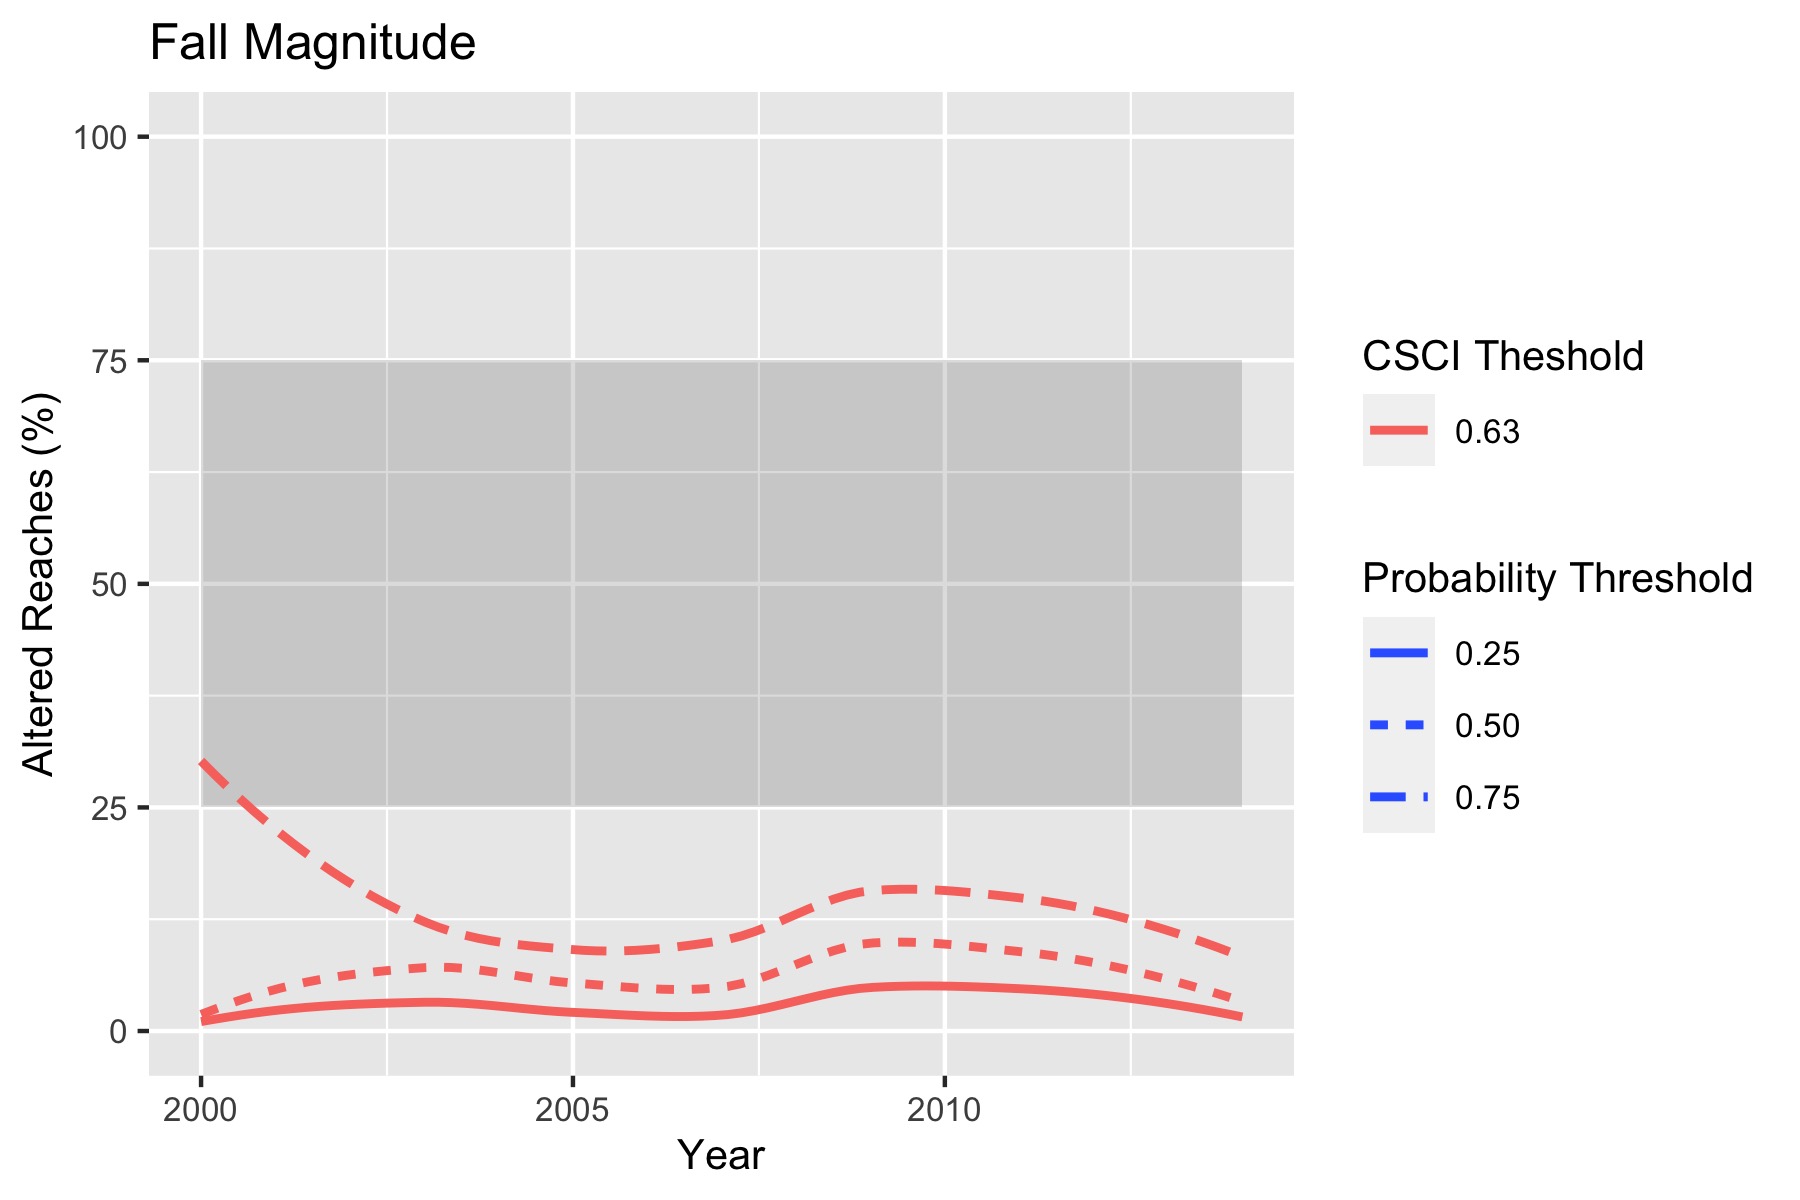 Fall Magnitude
100
75
50
25
0
Altered Reaches (%)
2000
2005
2010
Year
CSCI Theshold
0.63
Probability Threshold
0.25
0.50
0.75